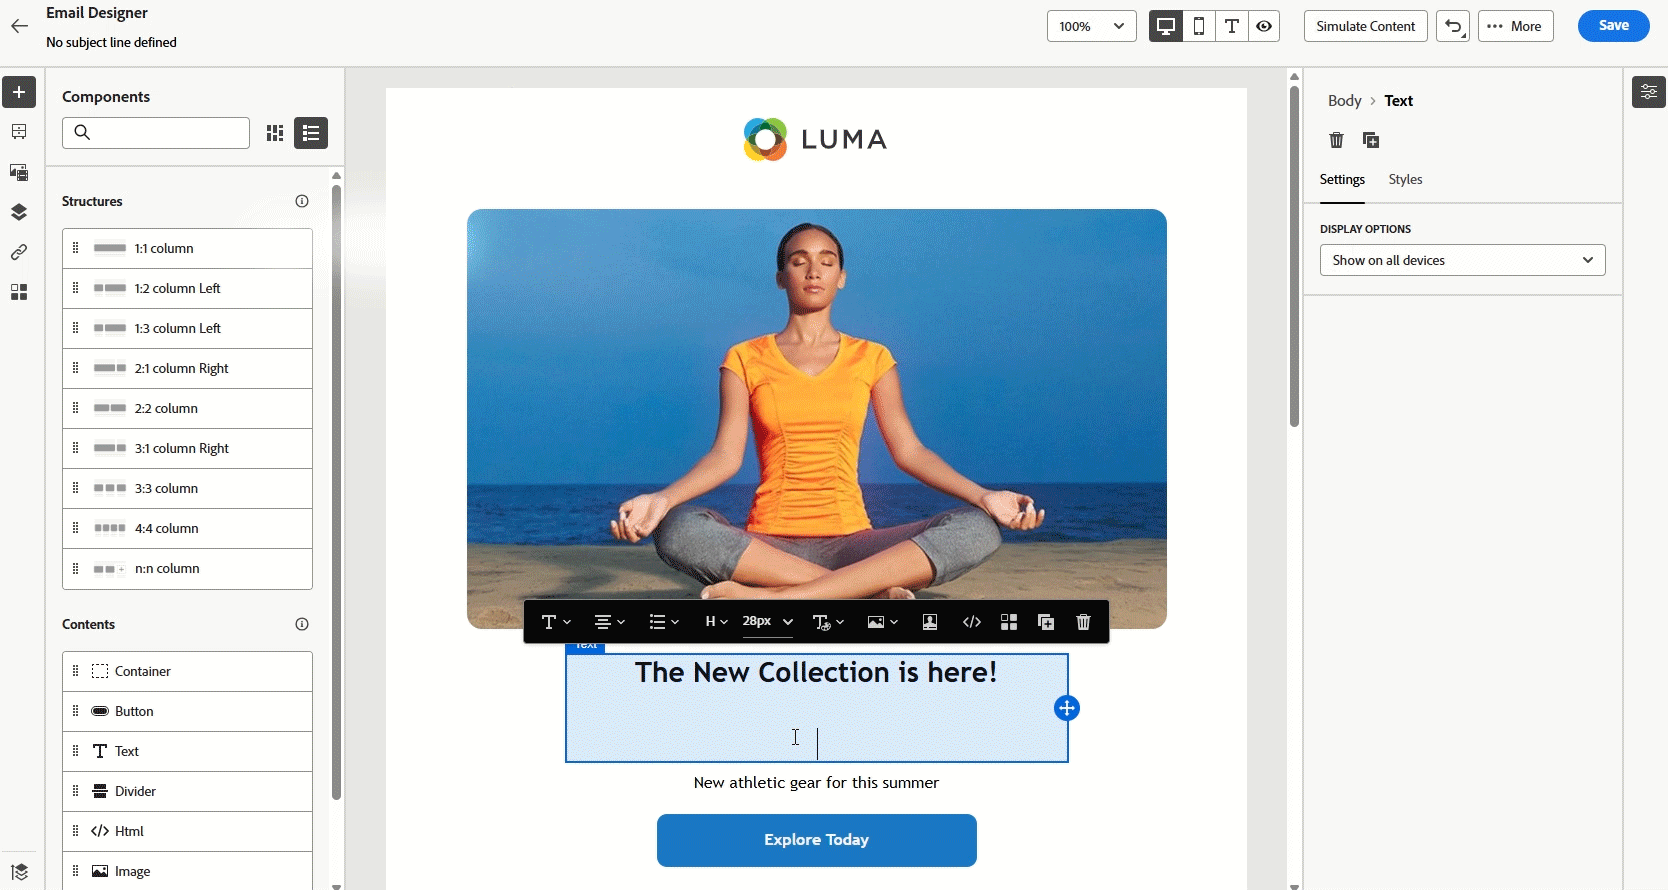 Email Designer
No subject line defined
100%
Simulate Content
More
Save
Components
Structures
1:1 column
1:2 column Left
1:3 column Left
2:1 column Right
2:2 column
3:1 column Right
3:3 column
4:4 column
n:n column
Contents
Container
Button
Text
Divider
Html
Image
LUMA
H
28px
Text
The New Collection is here!
New athletic gear for this summer
Explore Today
Body > Text
Settings
Styles
DISPLAY OPTIONS
Show on all devices